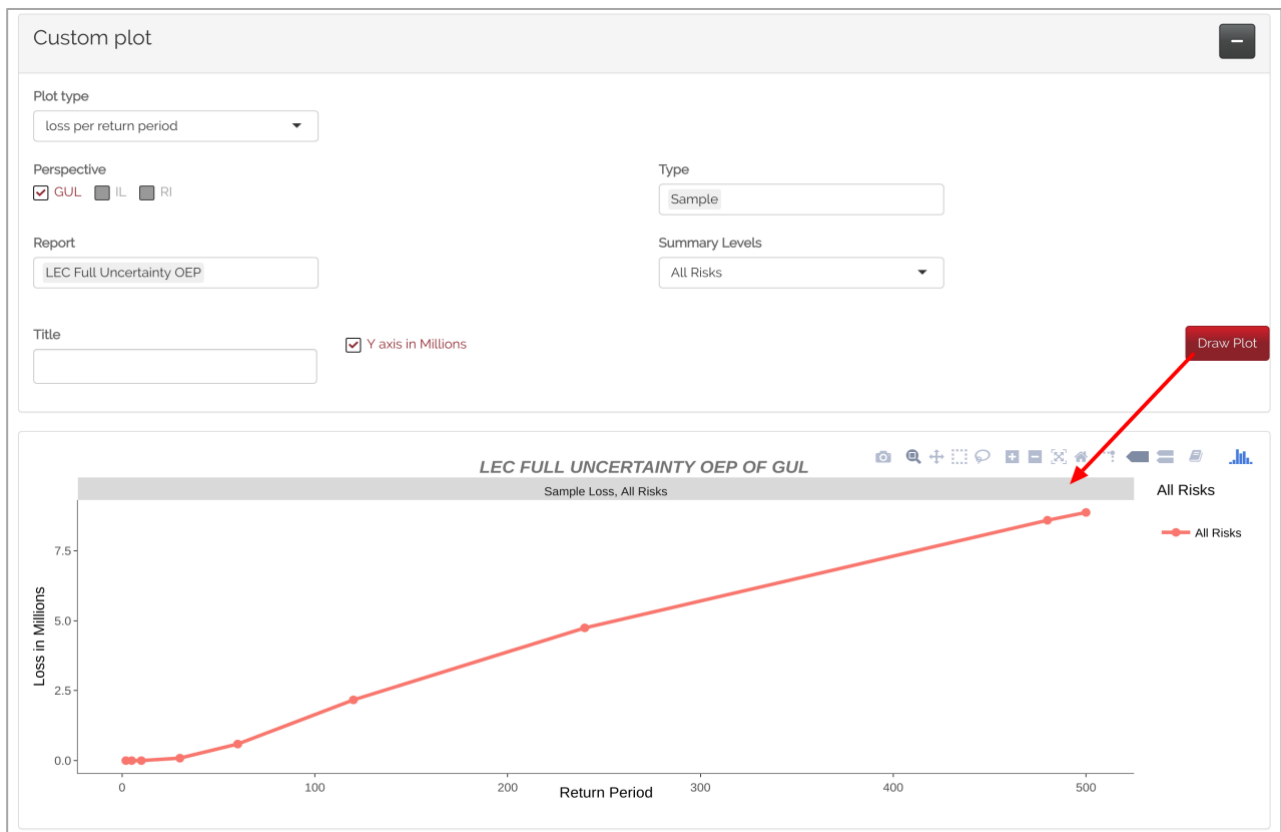 Custom plot
Plot type
loss per return period
Perspective
Type
GUL IL RI
Sample
Report
Summary Levels
LEC Full Uncertainty OEP
All Risks
Title
Y axis in Millions
Draw Plot
LEC FULL UNCERTAINTY OEP OF GUL
Sample Loss, All Risks
All Risks
All Risks
7.5
5.0
2.5
0.0
Loss in Millions
0 100 200 300 400 500
Return Period